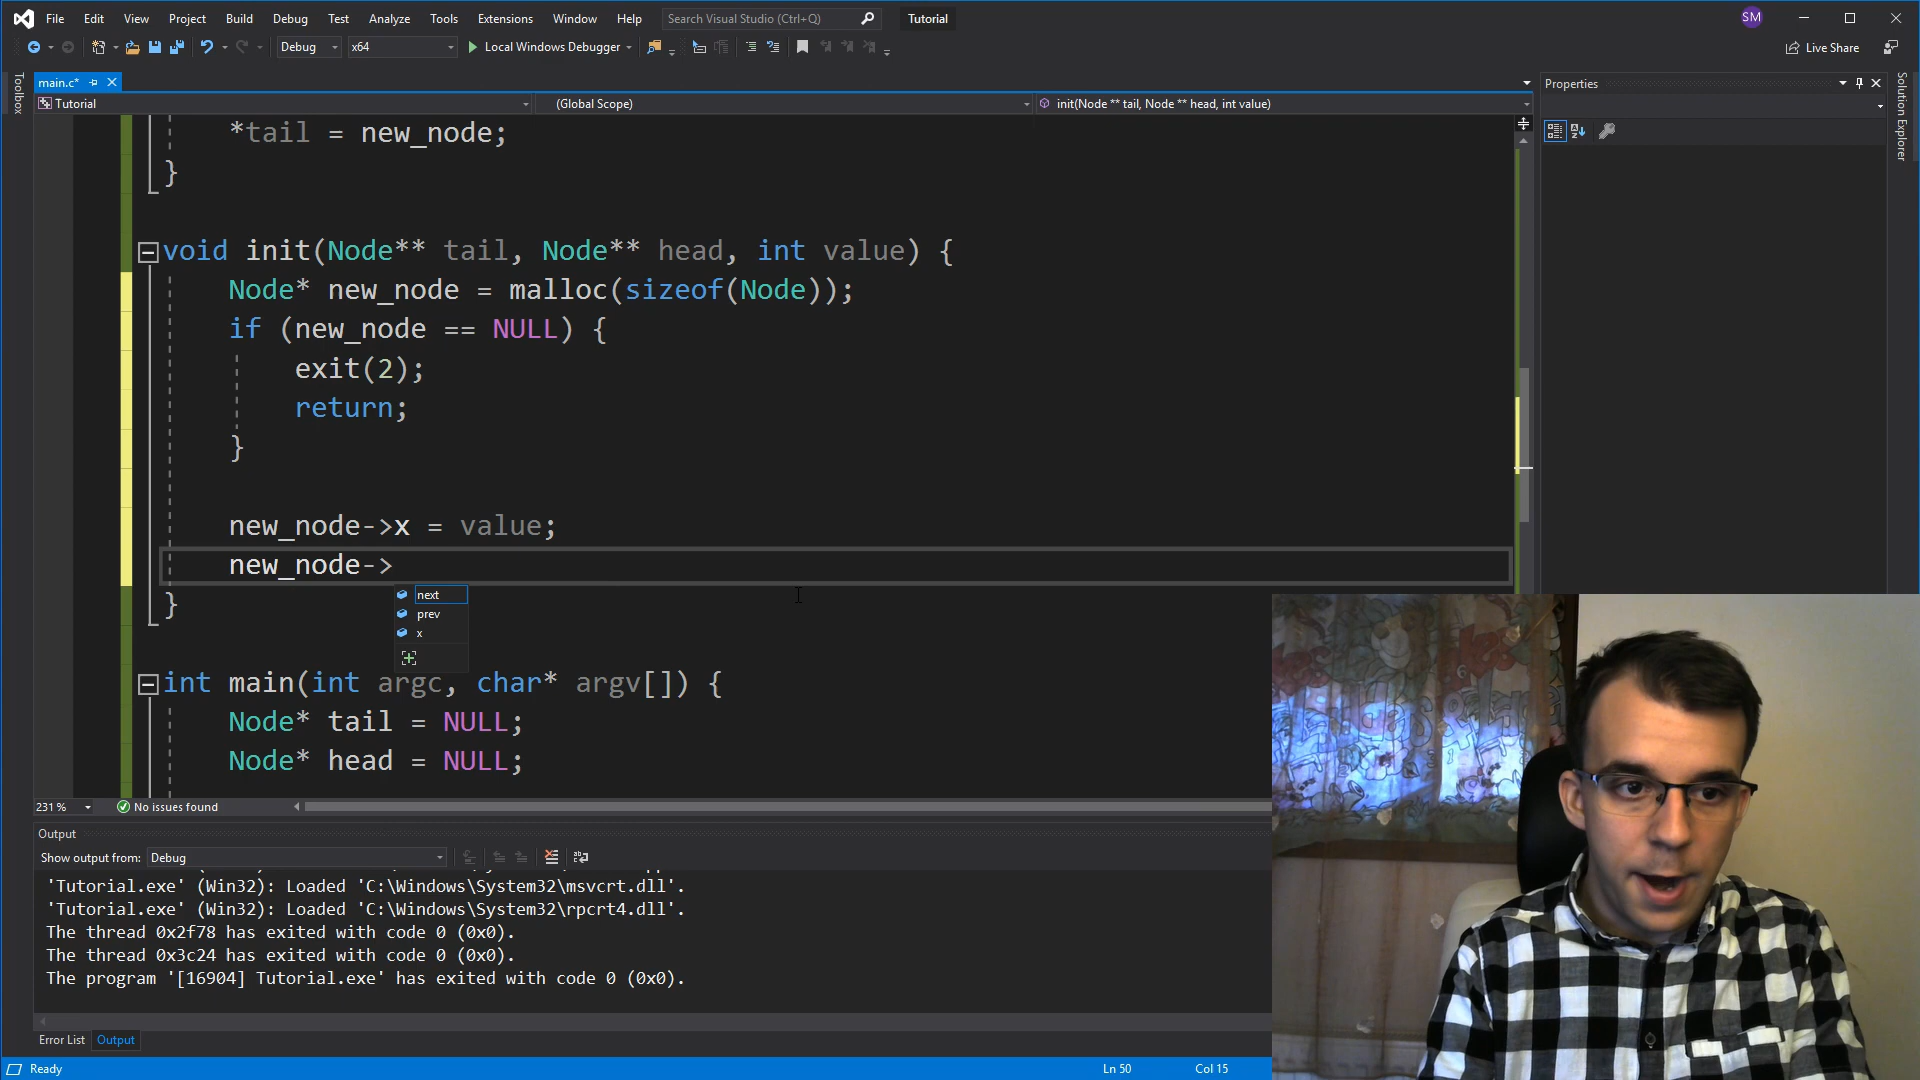 File Edit View Project Build Debug Test Analyze Tools Extensions Window Help Search Visual Studio (Ctrl+Q) Tutorial SM
Debug x64 Local Windows Debugger Live Share
Toolbox
main.c*
Tutorial (Global Scope) init(Node ** tail, Node ** head, int value)
*tail = new_node;
}
void init(Node** tail, Node** head, int value) {
Node* new_node = malloc(sizeof(Node));
if (new_node == NULL) {
exit(2);
return;
}
new_node->x = value;
new_node->
next
prev
x
}
int main(int argc, char* argv[]) {
Node* tail = NULL;
Node* head = NULL;
231 % No issues found
Properties
Solution Explorer
Output
Show output from: Debug
'Tutorial.exe' (Win32): Loaded 'C:\Windows\System32\msvcrt.dll'.
'Tutorial.exe' (Win32): Loaded 'C:\Windows\System32\rpcrt4.dll'.
The thread 0x2f78 has exited with code 0 (0x0).
The thread 0x3c24 has exited with code 0 (0x0).
The program '[16904] Tutorial.exe' has exited with code 0 (0x0).
Error List Output
Ready Ln 50 Col 15